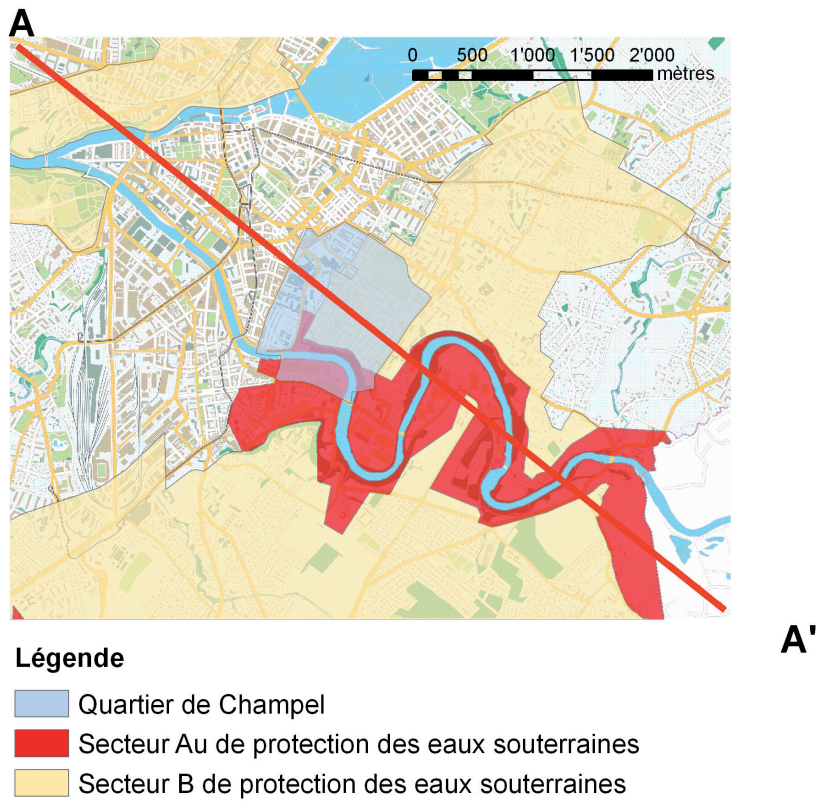 A
0 500 1'000 1'500 2'000
mètres
A'
Légende
Quartier de Champel
Secteur Au de protection des eaux souterraines
Secteur B de protection des eaux souterraines